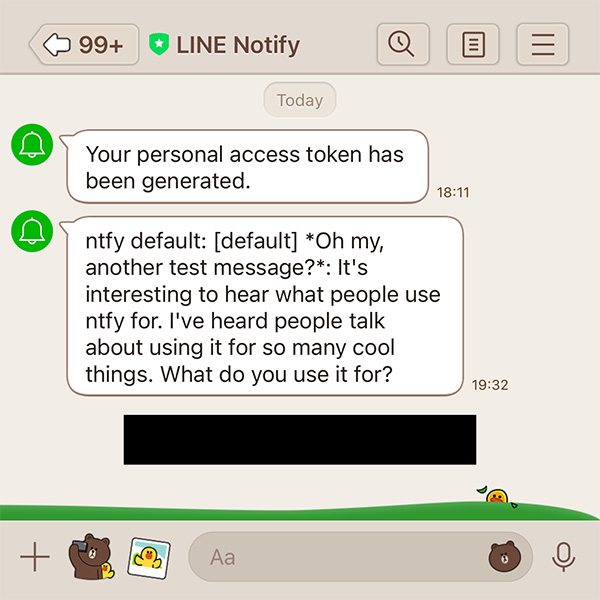 99+
LINE Notify
Today
Your personal access token has
been generated.
18:11
ntfy default: [default] *Oh my,
another test message?*: It's
interesting to hear what people use
ntfy for. I've heard people talk
about using it for so many cool
things. What do you use it for?
19:32
Aa